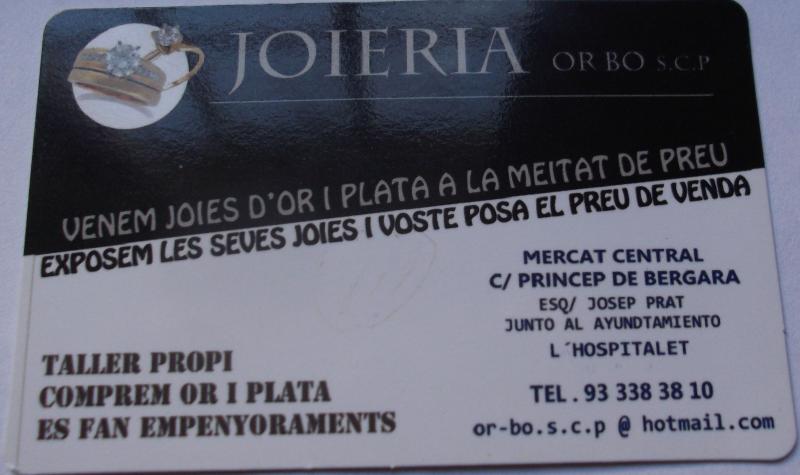 JOIERIA OR BO S.C.P
VENEM JOIES D'OR I PLATA A LA MEITAT DE PREU
EXPOSEM LES SEVES JOIES I VOSTE POSA EL PREU DE VENDA
MERCAT CENTRAL
C/ PRINCEP DE BERGARA
ESQ/ JOSEP PRAT
JUNTO AL AYUNDTAMIENTO
L´HOSPITALET
TALLER PROPI
COMPREM OR I PLATA
ES FAN EMPENYORAMENTS
TEL. 93 338 38 10
or-bo.s.c.p @ hotmail.com